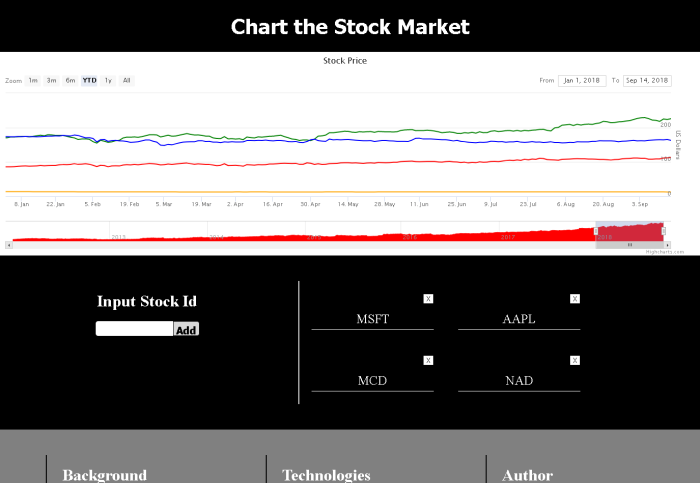 Chart the Stock Market
Stock Price
Zoom 1m 3m 6m YTD 1y All
From Jan 1, 2018 To Sep 14, 2018
200
US Dollars
100
0
8. Jan 22. Jan 5. Feb 19. Feb 5. Mar 19. Mar 2. Apr 16. Apr 30. Apr 14. May 28. May 11. Jun 25. Jun 9. Jul 23. Jul 6. Aug 20. Aug 3. Sep
2013 2014 2015 2016 2017 2018
Highcharts.com
Input Stock Id
Add
X X
MSFT AAPL
X X
MCD NAD
Background Technologies Author